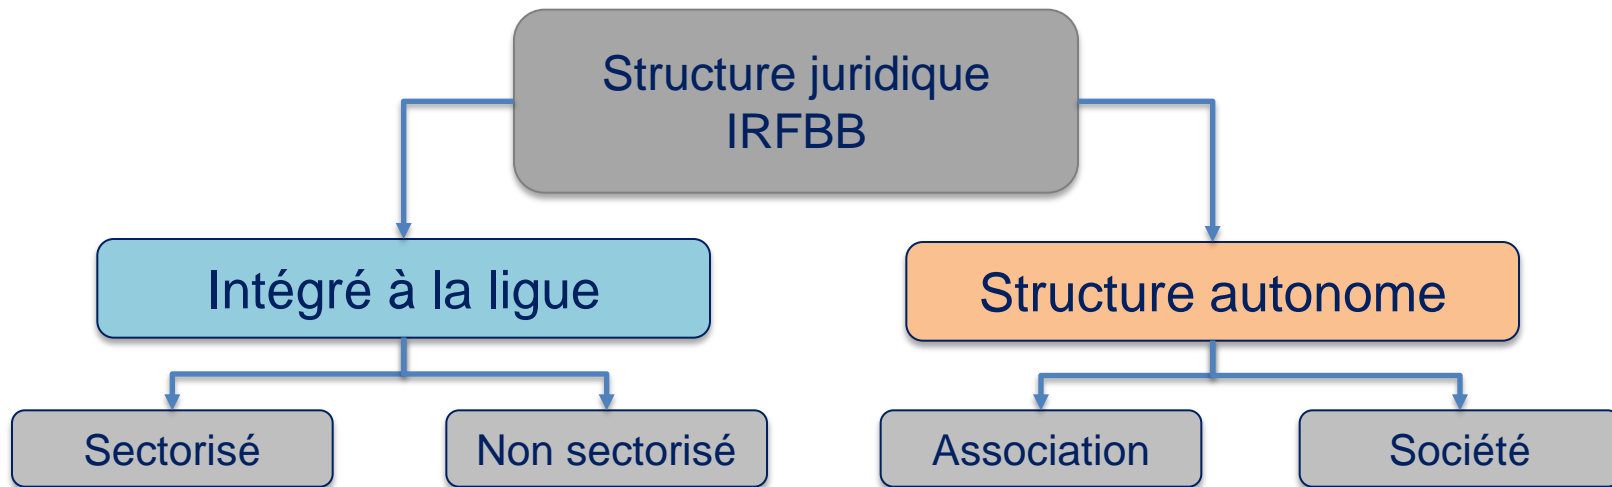 Structure juridique
IRFBB
Intégré à la ligue
Structure autonome
Sectorisé
Non sectorisé
Association
Société